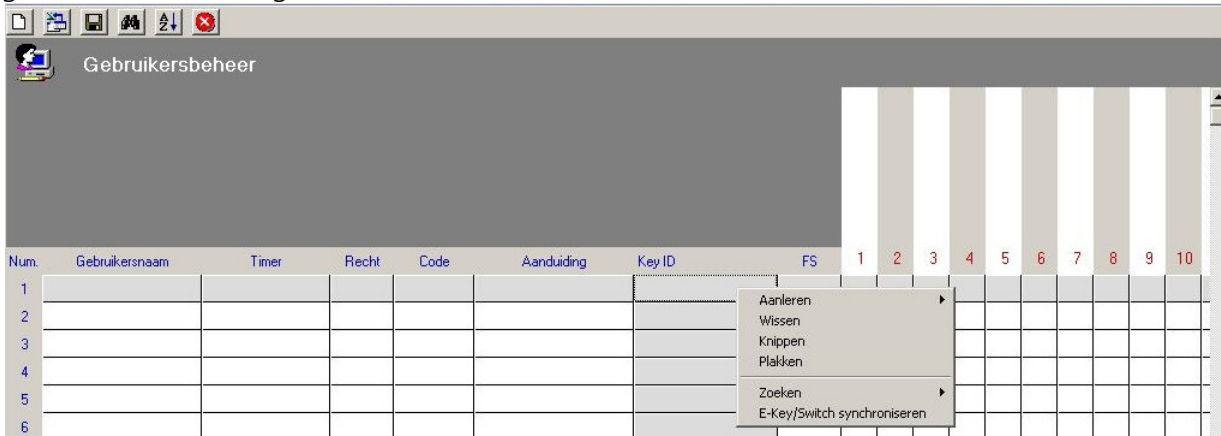 Gebruikersbeheer
Num. Gebruikersnaam Timer Recht Code Aanduiding Key ID FS 1 2 3 4 5 6 7 8 9 10
1
2
3
4
5
6
Aanleren
Wissen
Knippen
Plakken
Zoeken
E-Key/Switch synchroniseren